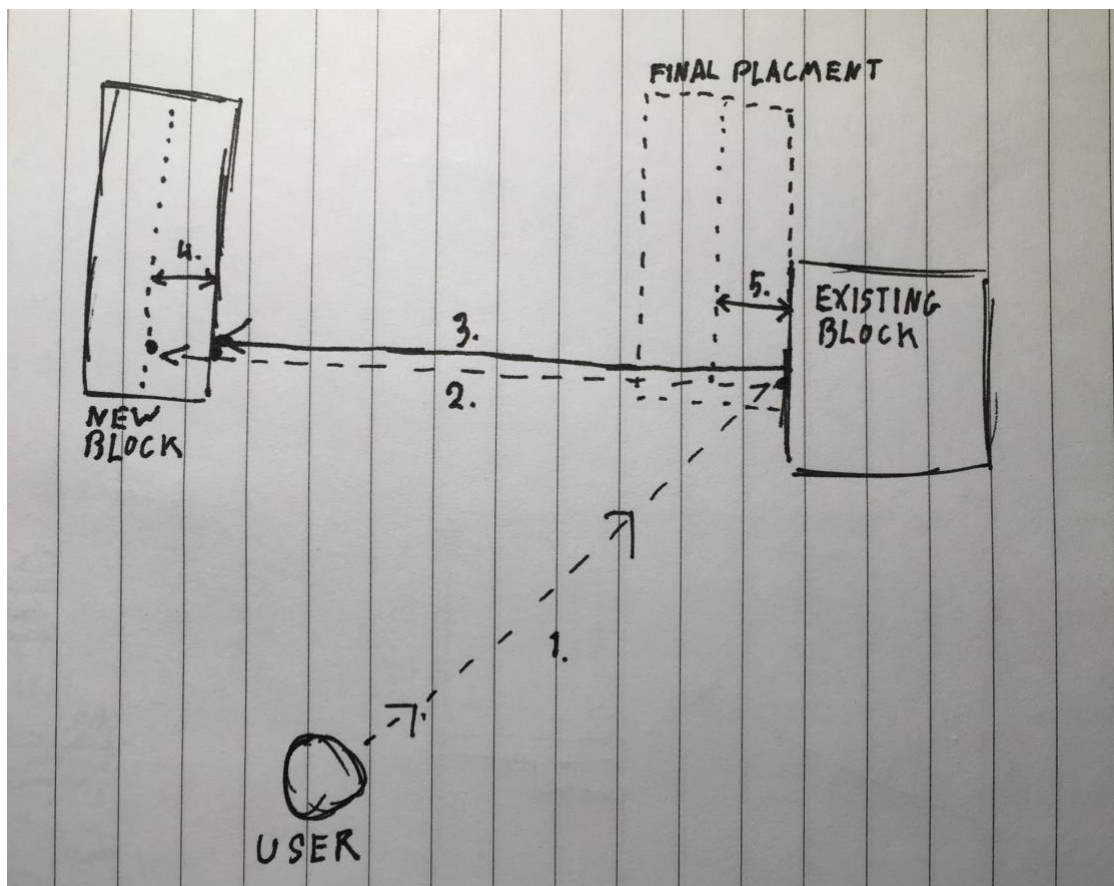 FINAL PLACMENT
4.
5.
EXISTING
BLOCK
3.
2.
NEW
BLOCK
1.
USER